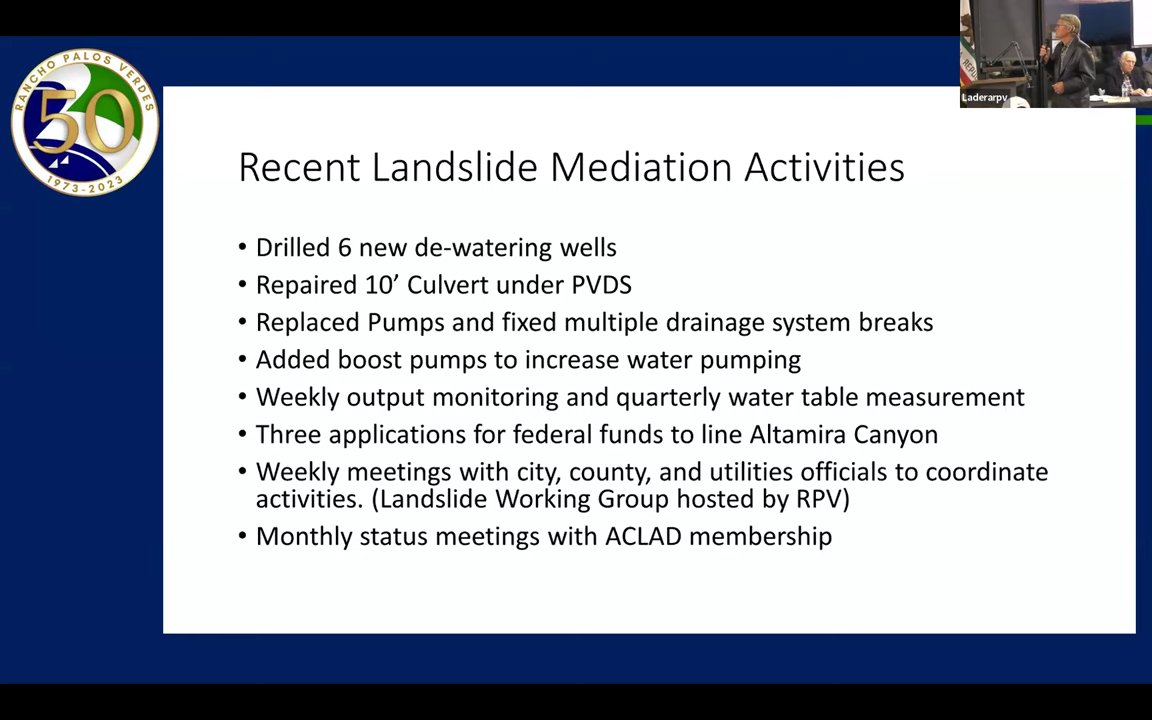 RANCHO PALOS VERDES
50
1973-2023
Laderarpv
Recent Landslide Mediation Activities
• Drilled 6 new de-watering wells
• Repaired 10’ Culvert under PVDS
• Replaced Pumps and fixed multiple drainage system breaks
• Added boost pumps to increase water pumping
• Weekly output monitoring and quarterly water table measurement
• Three applications for federal funds to line Altamira Canyon
• Weekly meetings with city, county, and utilities officials to coordinate
activities. (Landslide Working Group hosted by RPV)
• Monthly status meetings with ACLAD membership